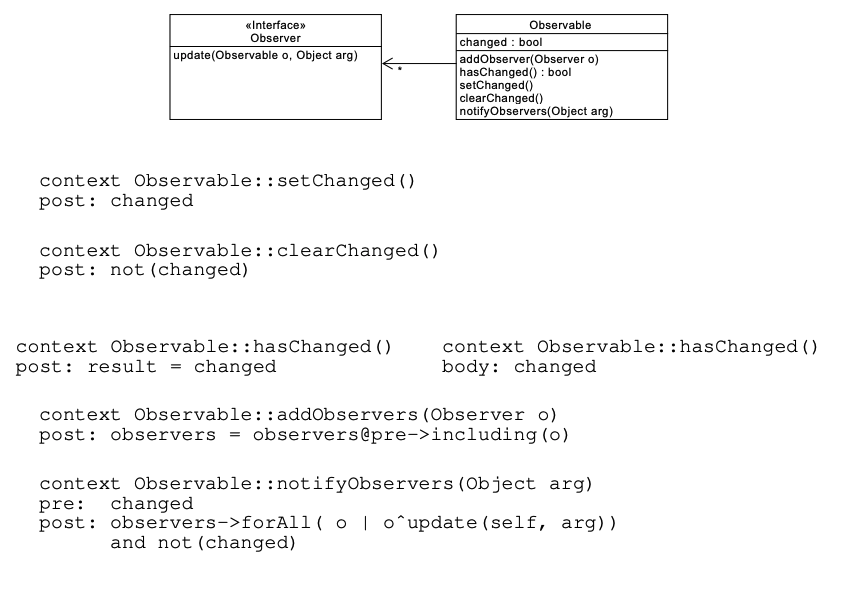 «Interface»
Observer
update(Observable o, Object arg)
*
Observable
changed : bool
addObserver(Observer o)
hasChanged() : bool
setChanged()
clearChanged()
notifyObservers(Object arg)
context Observable::setChanged()
post: changed
context Observable::clearChanged()
post: not(changed)
context Observable::hasChanged()
post: result = changed
context Observable::hasChanged()
body: changed
context Observable::addObservers(Observer o)
post: observers = observers@pre->including(o)
context Observable::notifyObservers(Object arg)
pre:  changed
post: observers->forAll( o | o^update(self, arg))
      and not(changed)